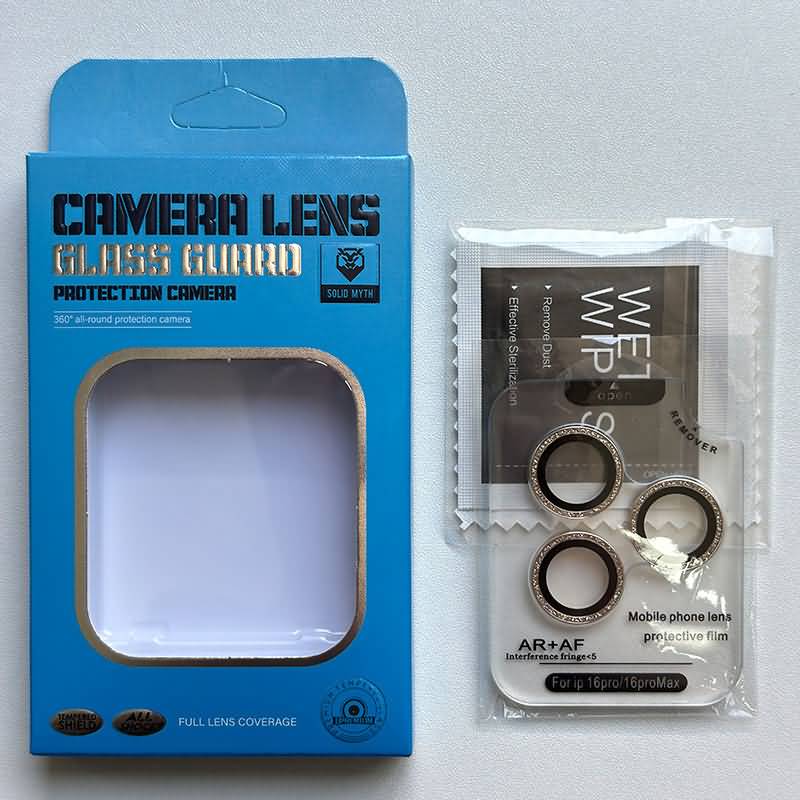 CAMERA LENS
GLASS GUARD
PROTECTION CAMERA
SOLID MYTH
360° all-round protection camera
TEMPERED
SHIELD
ALL
FULL LENS COVERAGE
PREMIUM
WET
WIP S
Remove Dust
Effective Sterilization
open
REMOVER
OPEN
Mobile phone lens
protective film
AR+AF
Interference fringe<5
For ip 16pro/16proMax